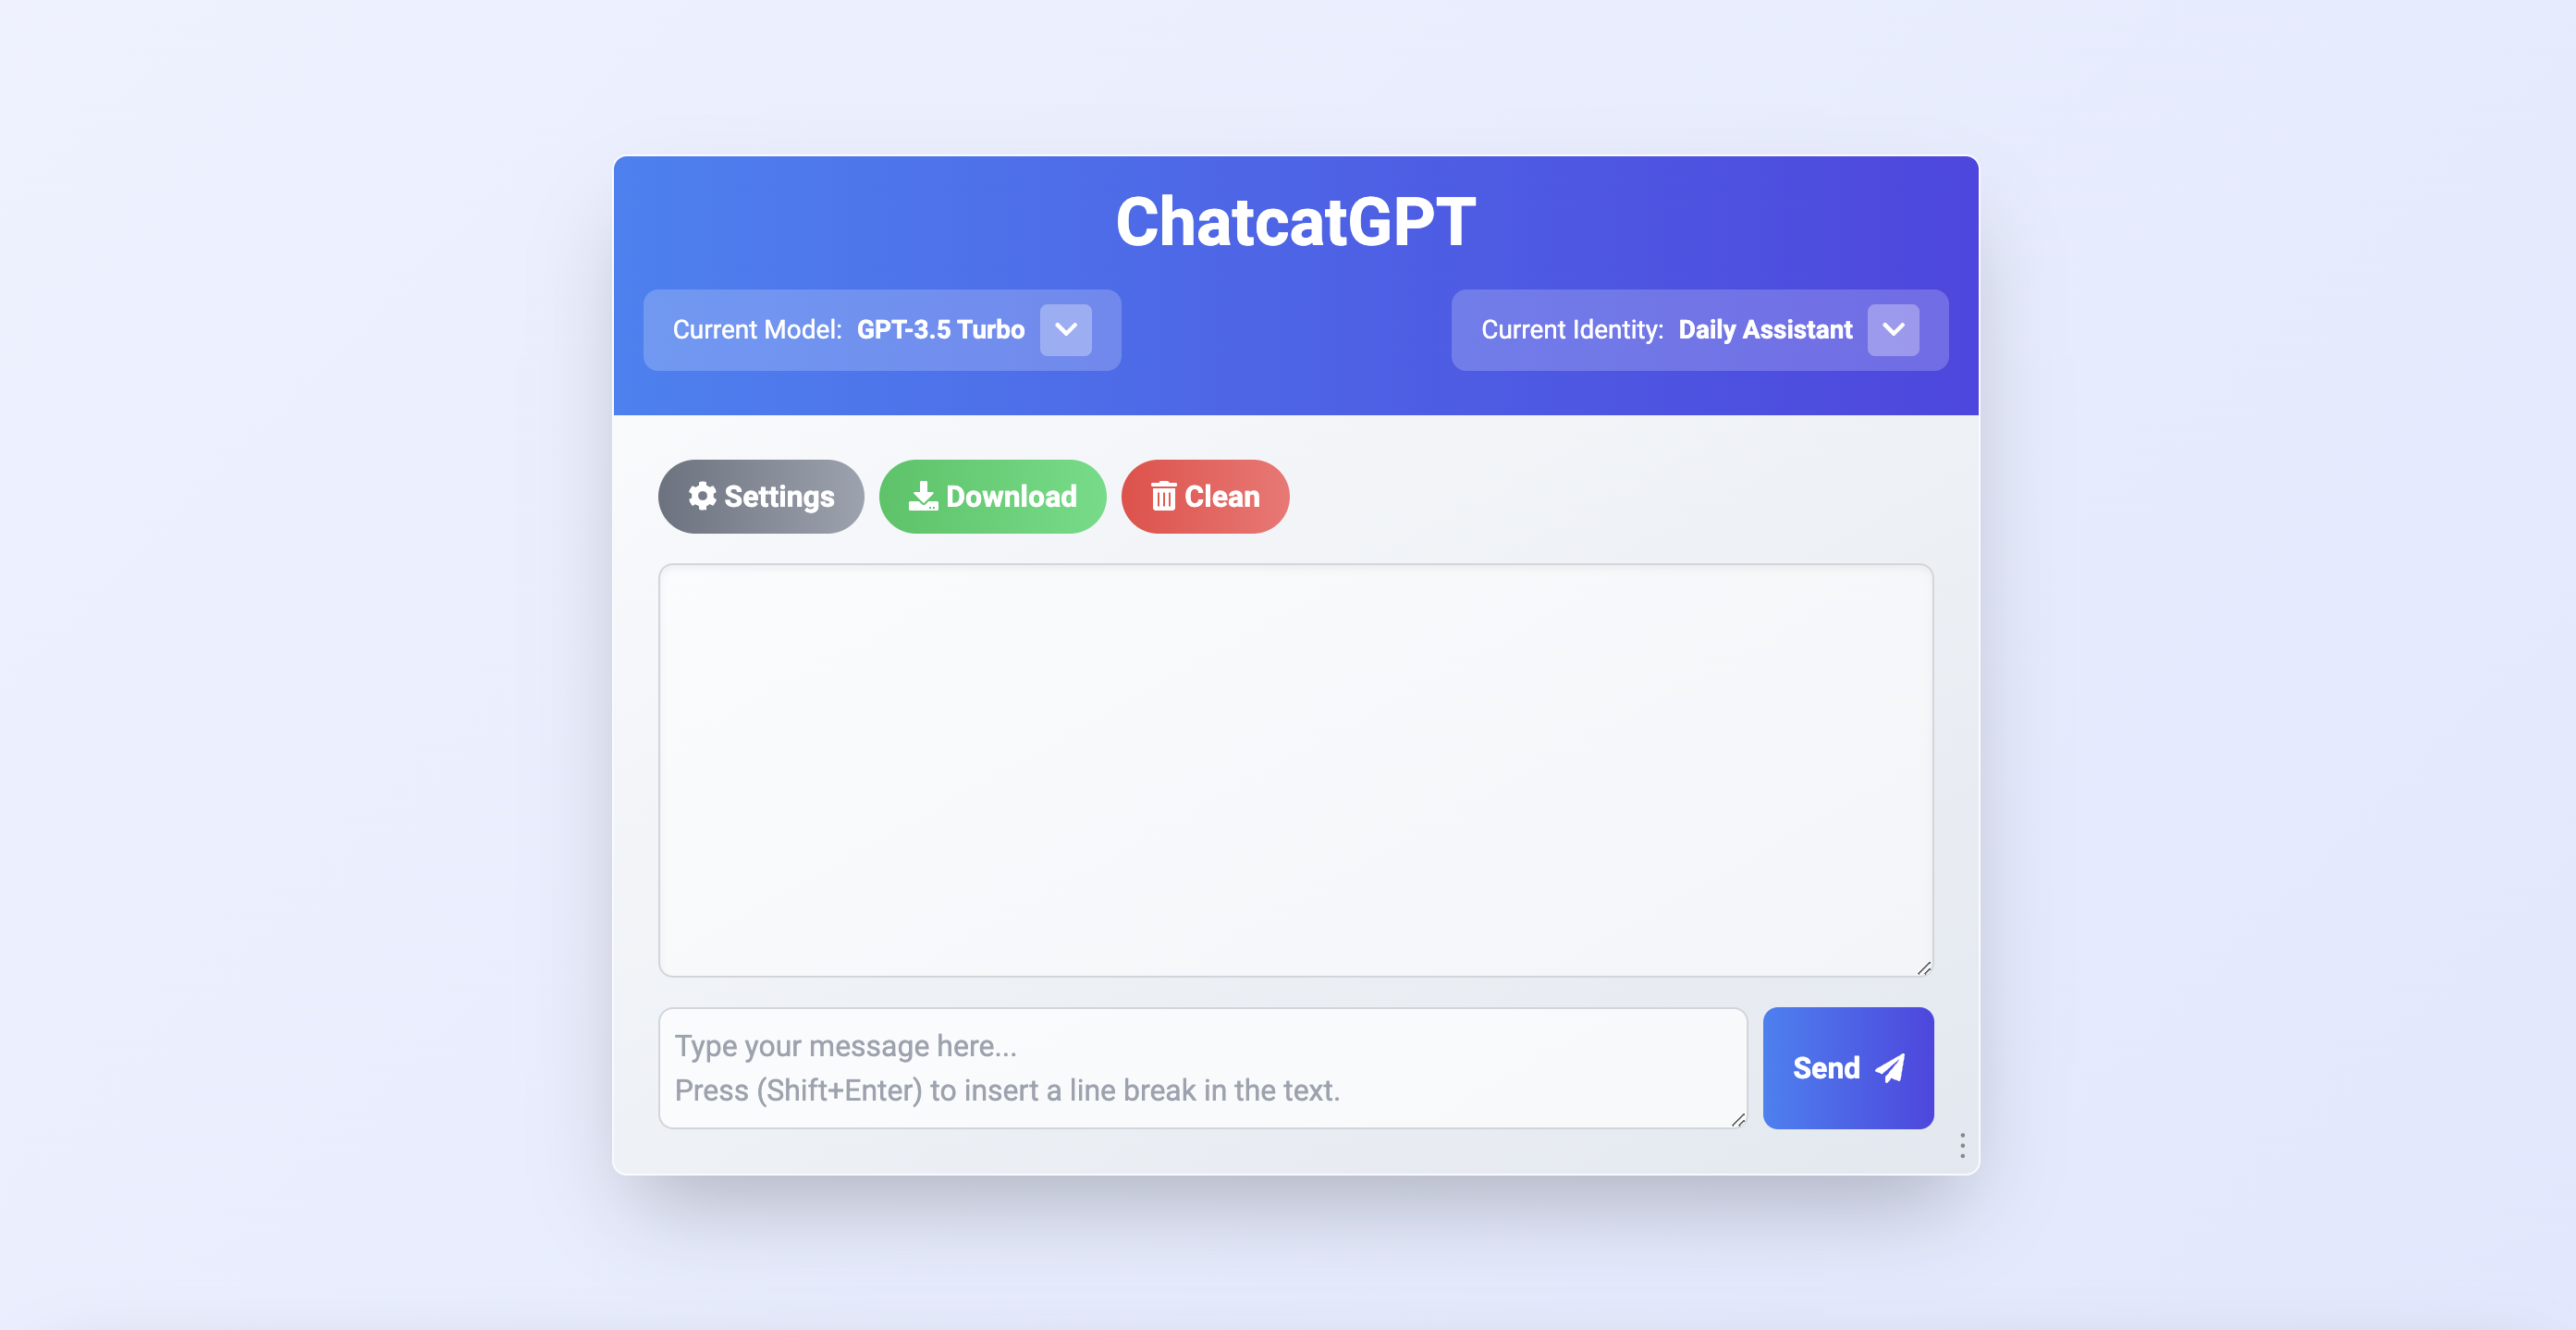 ChatcatGPT
Current Model: GPT-3.5 Turbo
Current Identity: Daily Assistant
Settings
Download
Clean
Type your message here...
Press (Shift+Enter) to insert a line break in the text.
Send